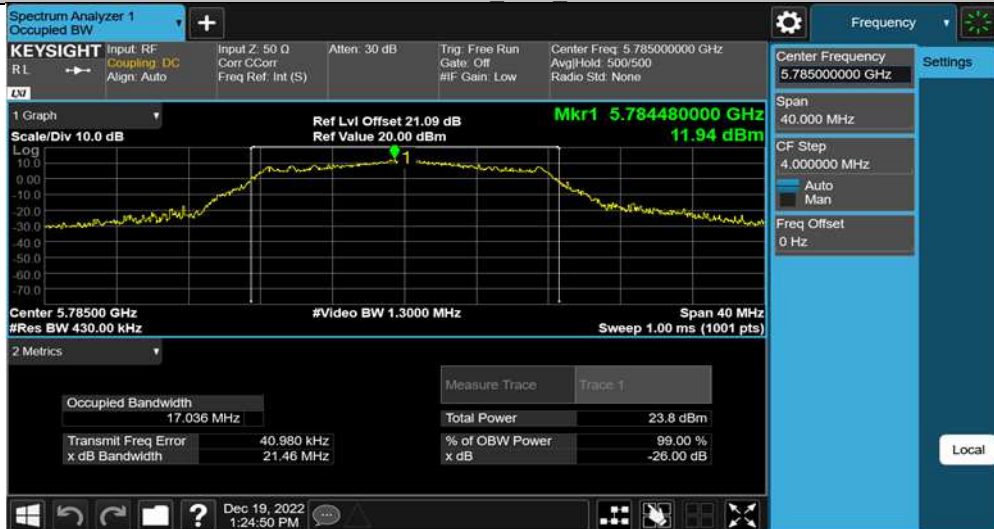 Spectrum Analyzer 1
Occupied BW
+
Frequency
KEYSIGHT
RL
LXI
Input: RF
Coupling: DC
Align: Auto
Input Z: 50 Ω
Corr CCorr
Freq Ref: Int (S)
Atten: 30 dB
Trig: Free Run
Gate: Off
#IF Gain: Low
Center Freq: 5.785000000 GHz
Avg|Hold: 500/500
Radio Std: None
Center Frequency
5.785000000 GHz
Settings
Span
40.000 MHz
CF Step
4.000000 MHz
Auto
Man
Freq Offset
0 Hz
Local
1 Graph
Scale/Div 10.0 dB
Ref Lvl Offset 21.09 dB
Ref Value 20.00 dBm
Mkr1 5.784480000 GHz
11.94 dBm
Log
10.0
0.00
-10.0
-20.0
-30.0
-40.0
-50.0
-60.0
-70.0
1
Center 5.78500 GHz
#Res BW 430.00 kHz
#Video BW 1.3000 MHz
Span 40 MHz
Sweep 1.00 ms (1001 pts)
2 Metrics
Measure Trace
Trace 1
Occupied Bandwidth
17.036 MHz
Total Power
23.8 dBm
Transmit Freq Error
40.980 kHz
% of OBW Power
99.00 %
x dB Bandwidth
21.46 MHz
x dB
-26.00 dB
?
Dec 19, 2022
1:24:50 PM